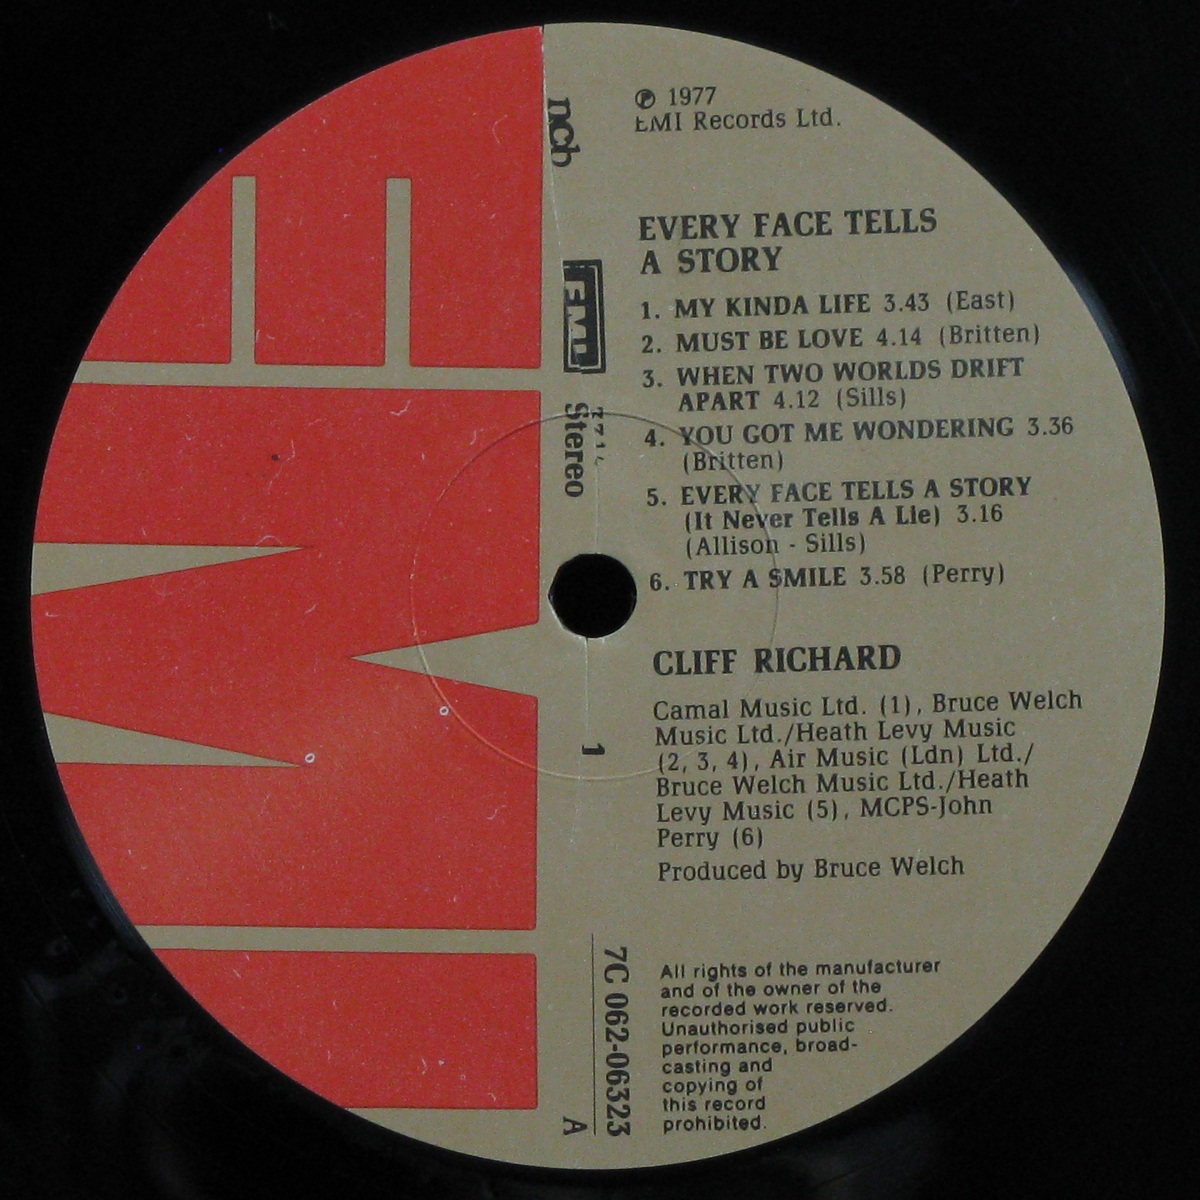 ℗ 1977
EMI Records Ltd.
ncb
EMI
Stereo
EVERY FACE TELLS
A STORY
1. MY KINDA LIFE 3.43 (East)
2. MUST BE LOVE 4.14 (Britten)
3. WHEN TWO WORLDS DRIFT
APART 4.12 (Sills)
4. YOU GOT ME WONDERING 3.36
(Britten)
5. EVERY FACE TELLS A STORY
(It Never Tells A Lie) 3.16
(Allison - Sills)
6. TRY A SMILE 3.58 (Perry)
CLIFF RICHARD
Camal Music Ltd. (1), Bruce Welch
Music Ltd./Heath Levy Music
(2, 3, 4), Air Music (Ldn) Ltd./
Bruce Welch Music Ltd./Heath
Levy Music (5), MCPS-John
Perry (6)
Produced by Bruce Welch
1
7C 062-06323
A
All rights of the manufacturer
and of the owner of the
recorded work reserved.
Unauthorised public
performance, broad-
casting and
copying of
this record
prohibited.
EMI